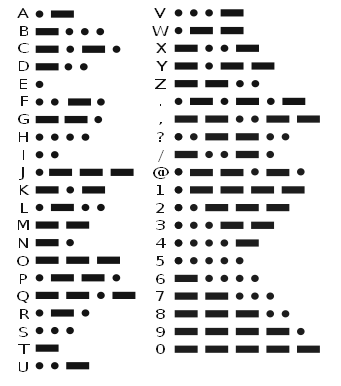 A • —
B — • • •
C — • — •
D — • •
E •
F • • — •
G — — •
H • • • •
I • •
J • — — —
K — • —
L • — • •
M — —
N — •
O — — —
P • — — •
Q — — • —
R • — •
S • • •
T —
U • • —
V • • • —
W • — —
X — • • —
Y — • — —
Z — — • •
. • — • — • —
, — — • • — —
? • • — — • •
/ — • • — •
@ • — — • — •
1 • — — — —
2 • • — — —
3 • • • — —
4 • • • • —
5 • • • • •
6 — • • • •
7 — — • • •
8 — — — • •
9 — — — — •
0 — — — — —